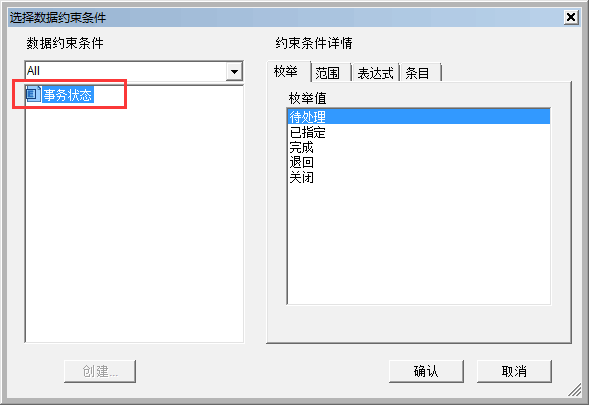 选择数据约束条件
数据约束条件
All
事务状态
创建...
约束条件详情
枚举 范围 表达式 条目
枚举值
待处理
已指定
完成
退回
关闭
确认 取消